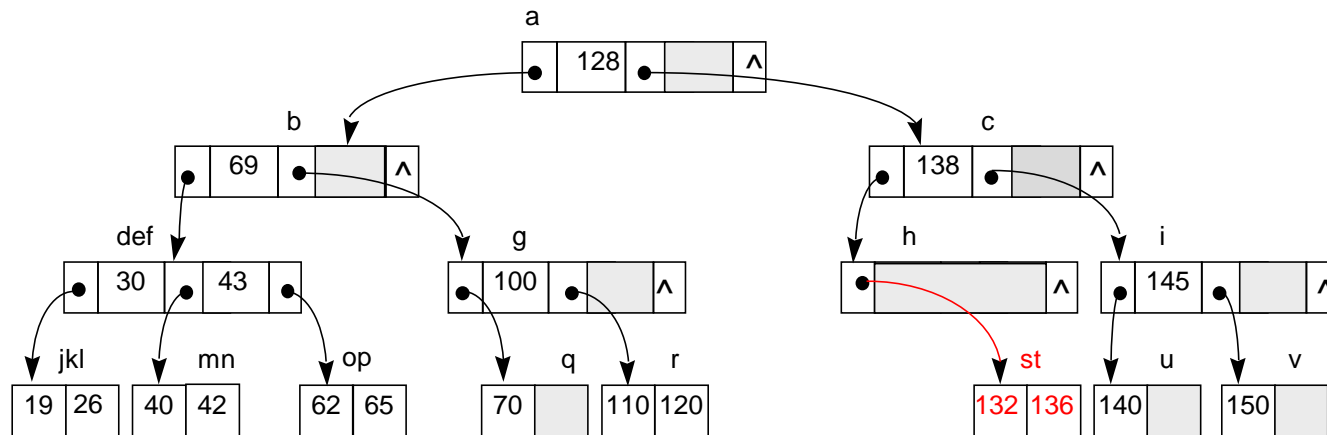 a
128 ^
b c
69 ^ 138 ^
def g h i
30 43 100 ^ ^ 145 ^
jkl mn op q r st u v
19 26 40 42 62 65 70 110 120 132 136 140 150